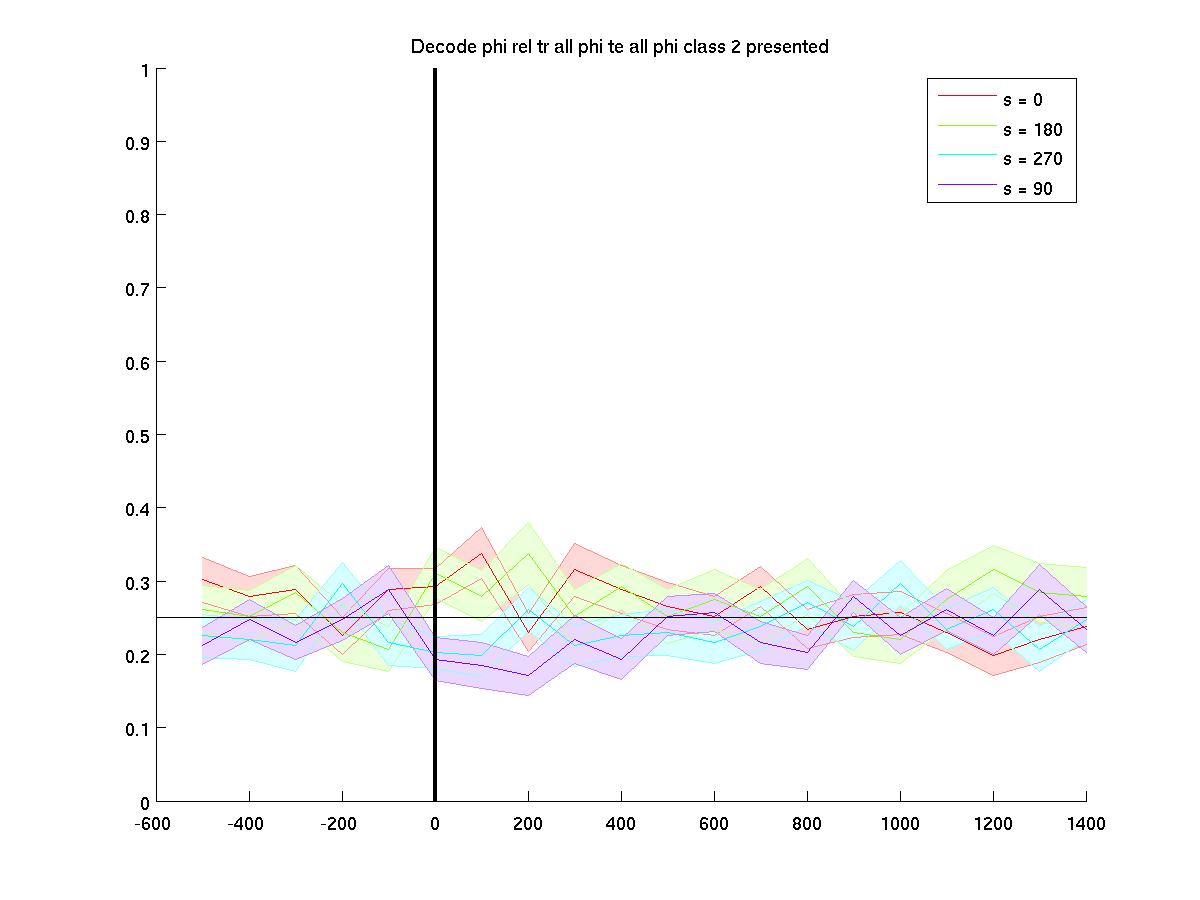 Decode phi rel tr all phi te all phi class 2 presented
1
0.9
0.8
0.7
0.6
0.5
0.4
0.3
0.2
0.1
0
-600 -400 -200 0 200 400 600 800 1000 1200 1400
s = 0
s = 180
s = 270
s = 90